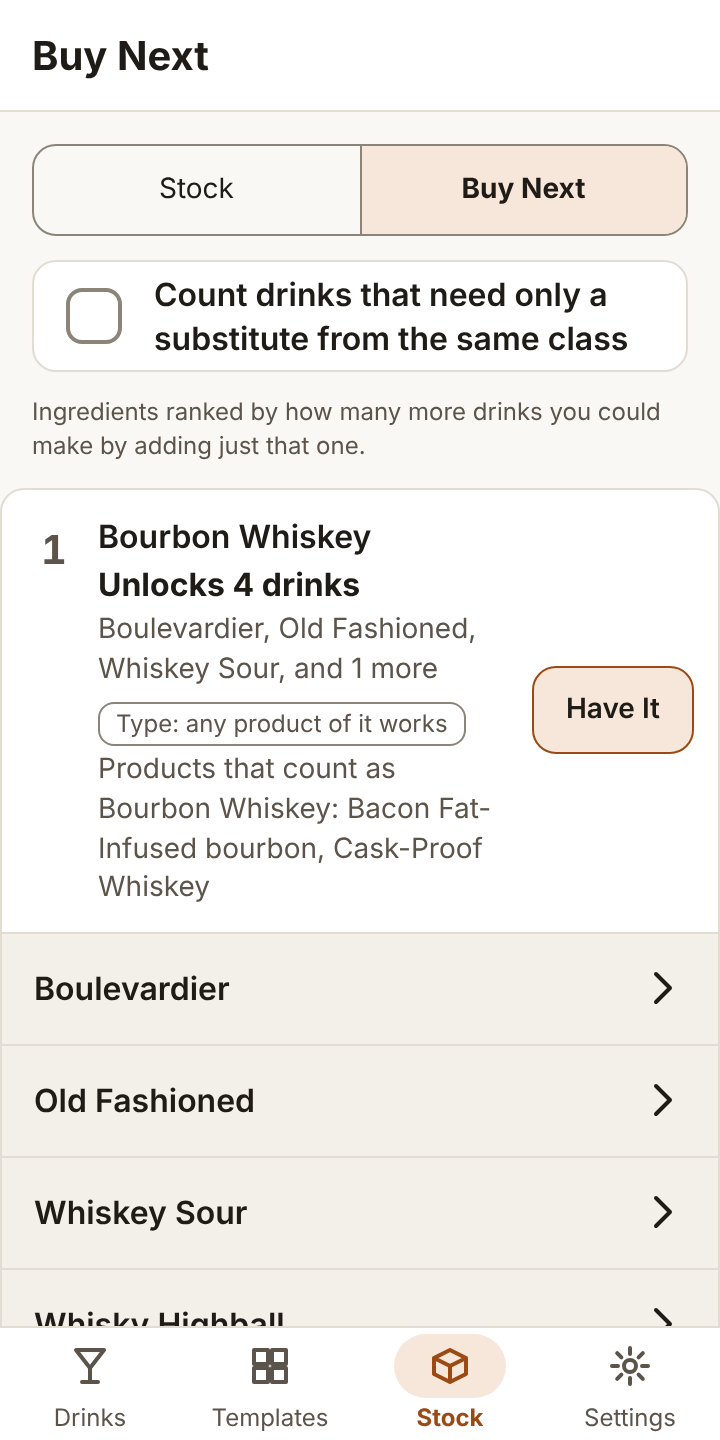 Buy Next
Stock
Buy Next
Count drinks that need only a
substitute from the same class
Ingredients ranked by how many more drinks you could
make by adding just that one.
1
Bourbon Whiskey
Unlocks 4 drinks
Boulevardier, Old Fashioned,
Whiskey Sour, and 1 more
Have It
Type: any product of it works
Products that count as
Bourbon Whiskey: Bacon Fat-
Infused bourbon, Cask-Proof
Whiskey
Boulevardier
Old Fashioned
Whiskey Sour
Whisky Highball
Drinks
Templates
Stock
Settings